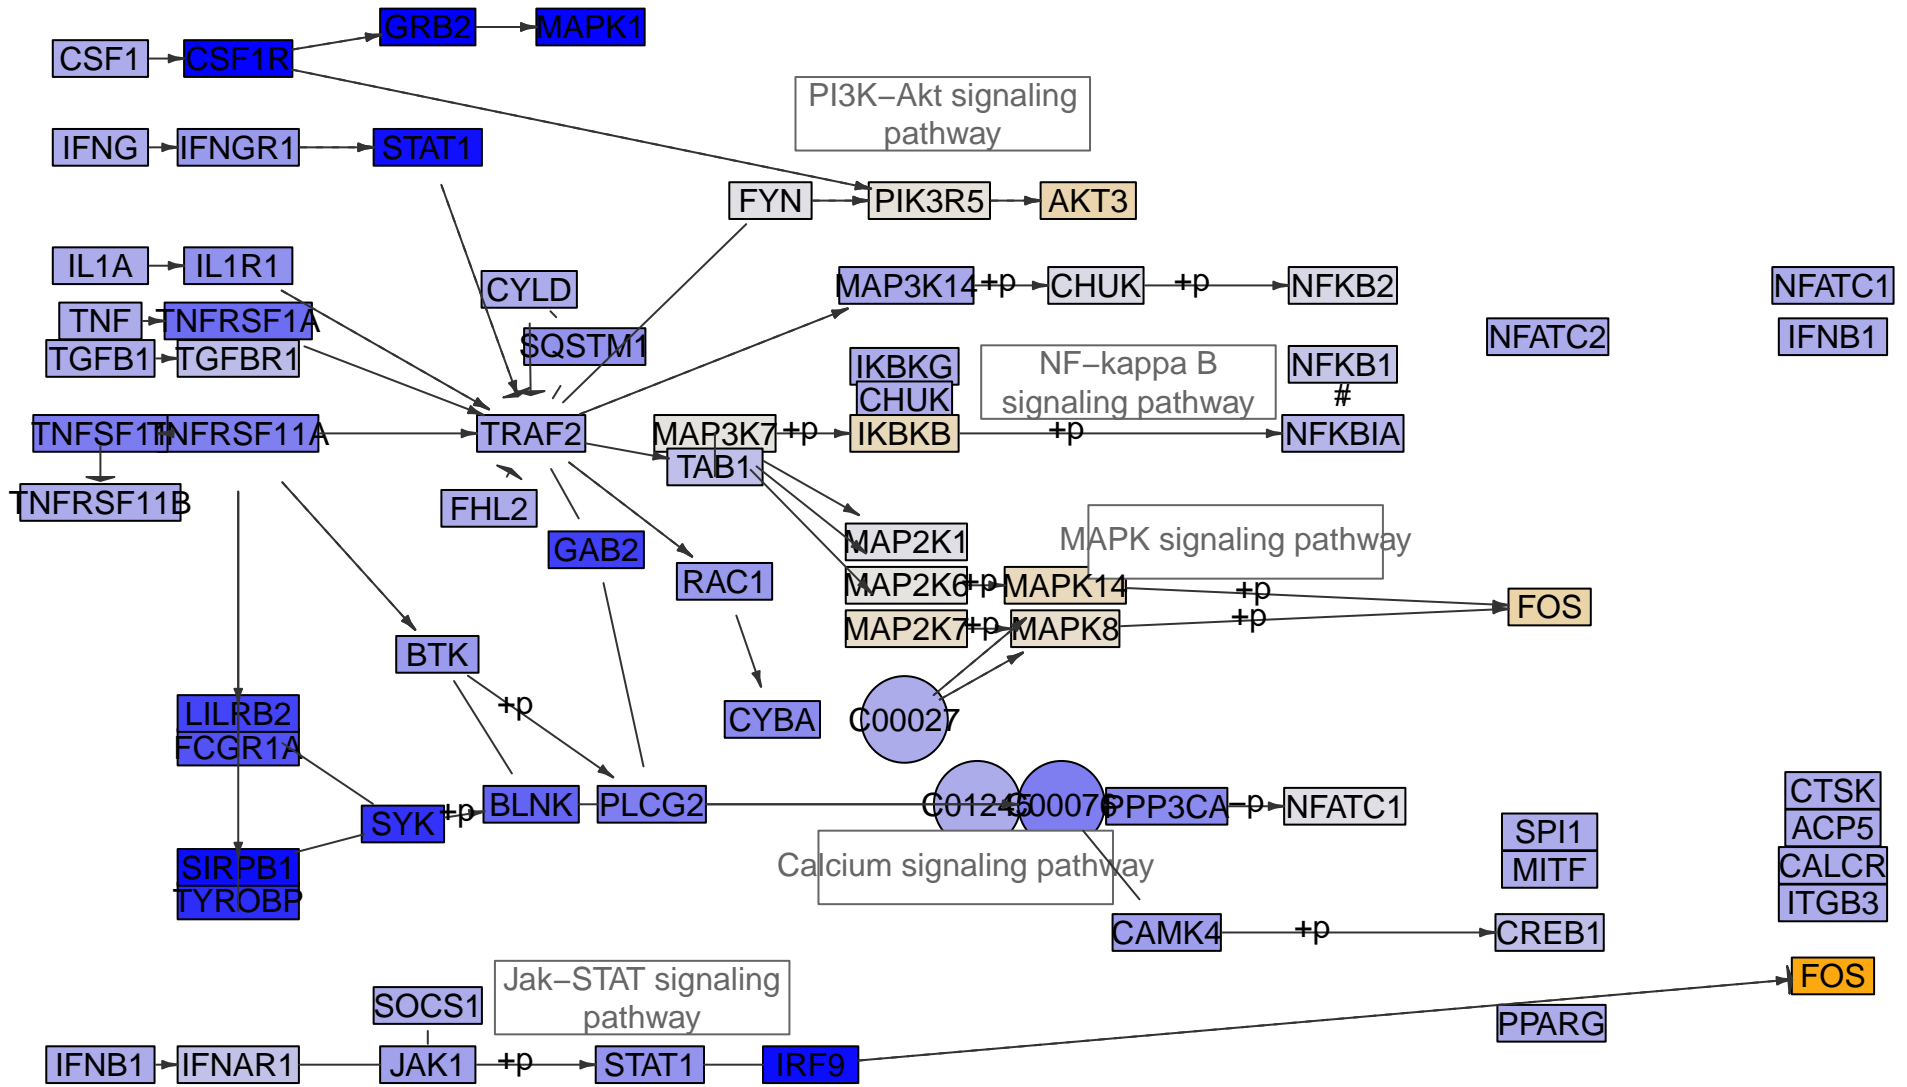 GRB2
MAPK1
CSF1
CSF1R
PI3K−Akt signaling
pathway
IFNG
IFNGR1
STAT1
FYN
PIK3R5
AKT3
IL1A
IL1R1
CYLD
MAP3K14
+p
CHUK
+p
NFKB2
NFATC1
TNF
TNFRSF1A
SQSTM1
NFATC2
IFNB1
TGFB1
TGFBR1
IKBKG
NF−kappa B
signaling pathway
NFKB1
CHUK
#
TNFSF11
TNFRSF11A
TRAF2
MAP3K7
+p
IKBKB
+p
NFKBIA
TAB1
TNFRSF11B
FHL2
GAB2
MAP2K1
MAPK signaling pathway
RAC1
MAP2K6
+p
MAPK14
+p
FOS
MAP2K7
+p
MAPK8
+p
BTK
LILRB2
+p
CYBA
C00027
FCGR1A
SYK
+p
BLNK
PLCG2
C01245
C00076
PPP3CA
−p
NFATC1
CTSK
SPI1
ACP5
SIRPB1
Calcium signaling pathway
MITF
CALCR
TYROBP
ITGB3
CAMK4
+p
CREB1
Jak−STAT signaling
pathway
FOS
SOCS1
PPARG
IFNB1
IFNAR1
JAK1
+p
STAT1
IRF9